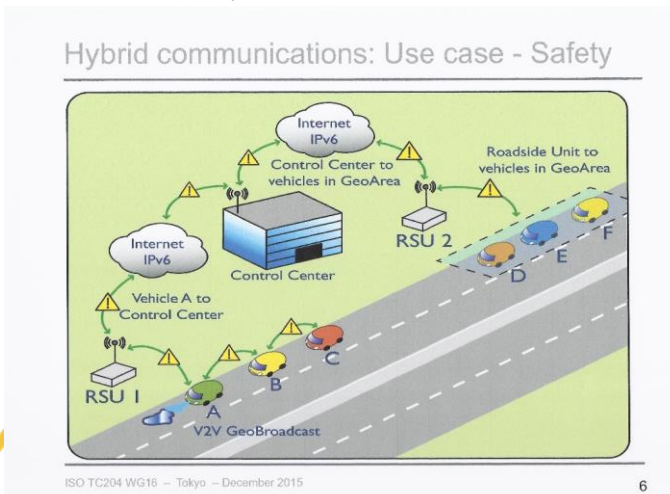 Hybrid communications: Use case - Safety
Internet
IPv6
Control Center to
vehicles in GeoArea
Roadside Unit to
vehicles in GeoArea
RSU 2
F
E
D
Internet
IPv6
Control Center
Vehicle A to
Control Center
C
B
A
RSU 1
V2V GeoBroadcast
ISO TC204 WG16 – Tokyo – December 2015
6